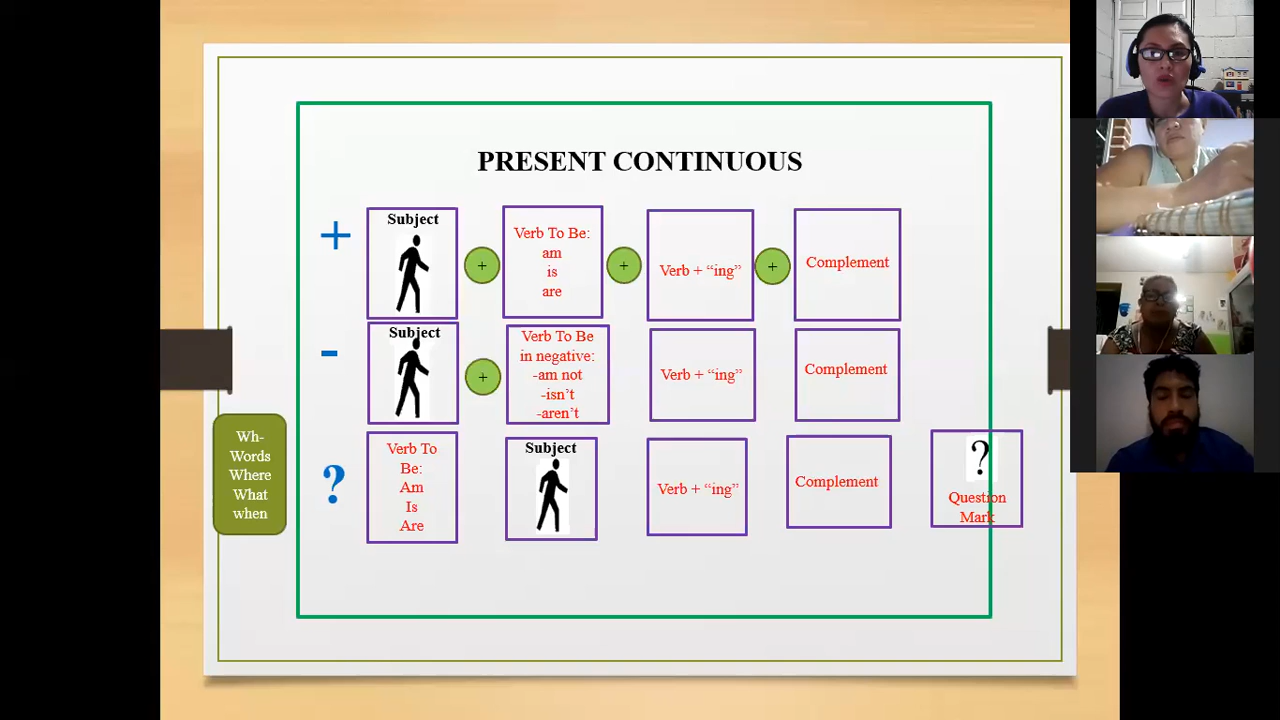 PRESENT CONTINUOUS
+
Subject
+
Verb To Be:
am
is
are
+
Verb + “ing”
+
Complement
-
Subject
+
Verb To Be
in negative:
-am not
-isn’t
-aren’t
Verb + “ing”
Complement
Wh-
Words
Where
What
when
?
Verb To
Be:
Am
Is
Are
Subject
Verb + “ing”
Complement
?
Question
Mark